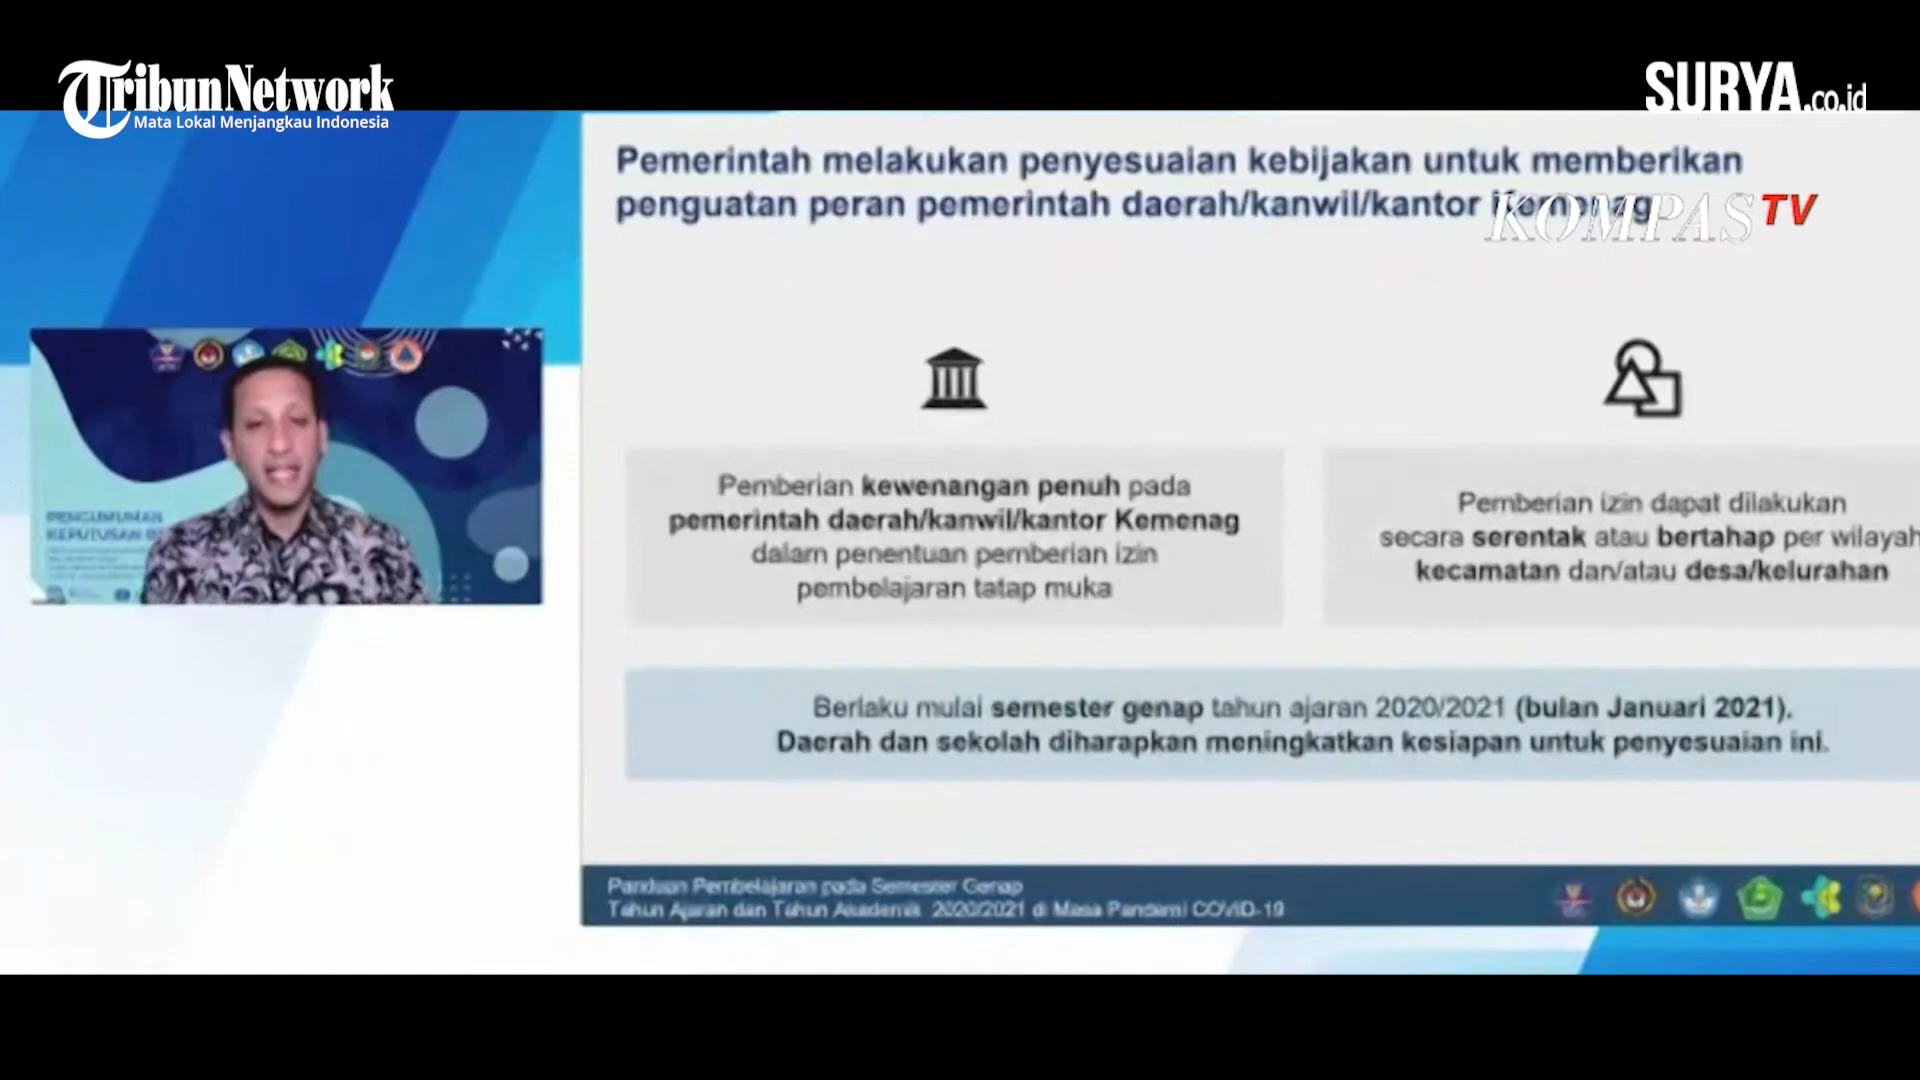 TribunNetwork
Mata Lokal Menjangkau Indonesia
SURYA.co.id
Pemerintah melakukan penyesuaian kebijakan untuk memberikan
penguatan peran pemerintah daerah/kanwil/kantor Kemenag
KOMPAS TV
Pemberian kewenangan penuh pada
pemerintah daerah/kanwil/kantor Kemenag
dalam penentuan pemberian izin
pembelajaran tatap muka
Pemberian izin dapat dilakukan
secara serentak atau bertahap per wilayah
kecamatan dan/atau desa/kelurahan
Berlaku mulai semester genap tahun ajaran 2020/2021 (bulan Januari 2021).
Daerah dan sekolah diharapkan meningkatkan kesiapan untuk penyesuaian ini.
PENGUMUMAN
KEPUTUSAN
Panduan Pembelajaran pada Semester Genap
Tahun Ajaran dan Tahun Akademik 2020/2021 di Masa Pandemi COVID-19